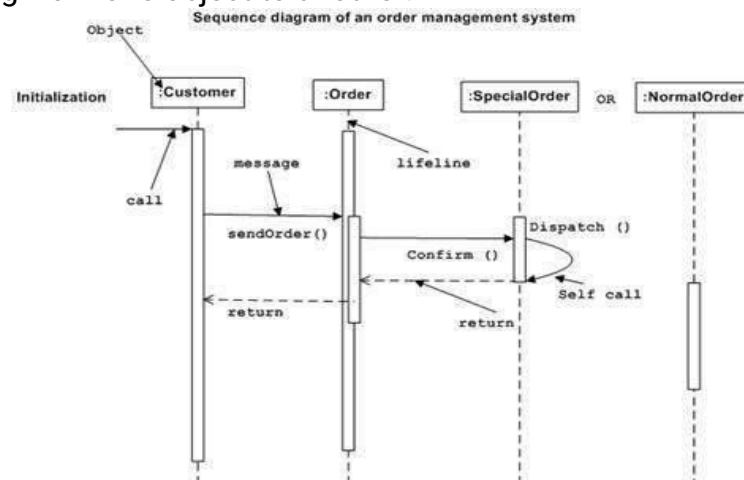 Sequence diagram of an order management system
Object
Initialization
:Customer
:Order
:SpecialOrder
OR
:NormalOrder
message
lifeline
call
sendOrder()
Dispatch ()
Confirm ()
Self call
return
return